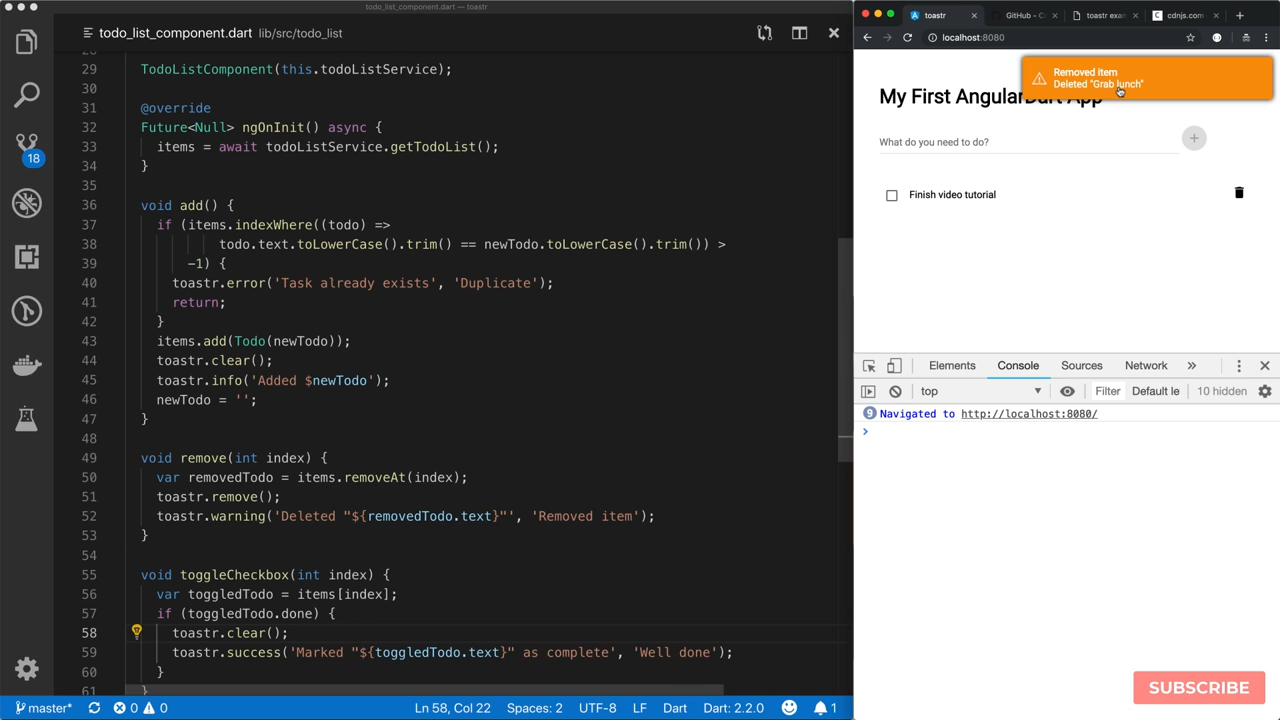 todo_list_component.dart — toastr
todo_list_component.dart lib/src/todo_list
29 TodoListComponent(this.todoListService);
30
31 @override
32 Future<Null> ngOnInit() async {
33 items = await todoListService.getTodoList();
34 }
35
36 void add() {
37 if (items.indexWhere((todo) =>
38 todo.text.toLowerCase().trim() == newTodo.toLowerCase().trim()) >
39 -1) {
40 toastr.error('Task already exists', 'Duplicate');
41 return;
42 }
43 items.add(Todo(newTodo));
44 toastr.clear();
45 toastr.info('Added $newTodo');
46 newTodo = '';
47 }
48
49 void remove(int index) {
50 var removedTodo = items.removeAt(index);
51 toastr.remove();
52 toastr.warning('Deleted "${removedTodo.text}"', 'Removed item');
53 }
54
55 void toggleCheckbox(int index) {
56 var toggledTodo = items[index];
57 if (toggledTodo.done) {
58 toastr.clear();
59 toastr.success('Marked "${toggledTodo.text}" as complete', 'Well done');
60 }
61 }
18
master* 0 0 Ln 58, Col 22 Spaces: 2 UTF-8 LF Dart Dart: 2.2.0 1
toastr GitHub - C toastr exa cdnjs.com
localhost:8080
Removed item
Deleted "Grab lunch"
My First AngularDart App
What do you need to do?
Finish video tutorial
Elements Console Sources Network »
top Filter Default le 10 hidden
9 Navigated to http://localhost:8080/
SUBSCRIBE